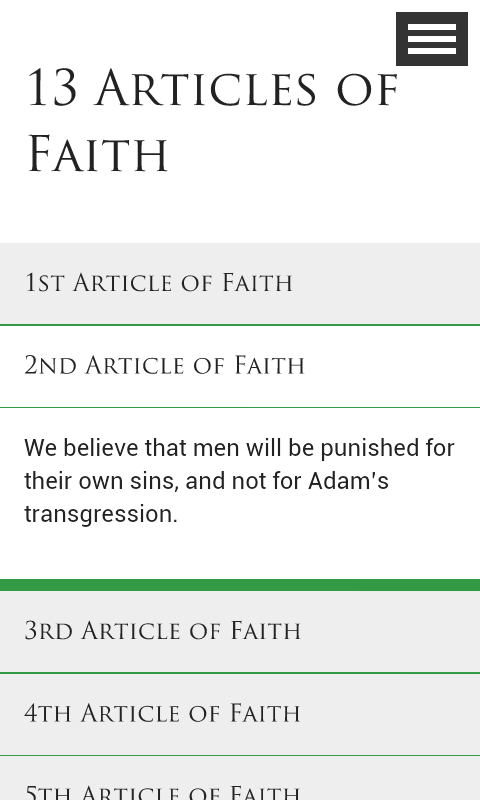 13 Articles of
Faith
1st Article of Faith
2nd Article of Faith
We believe that men will be punished for
their own sins, and not for Adam's
transgression.
3rd Article of Faith
4th Article of Faith
5th Article of Faith